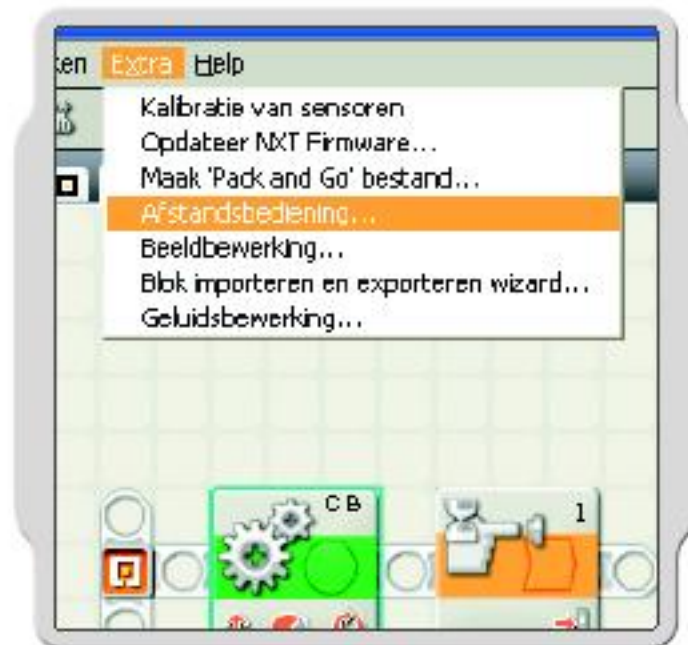 ken Extra Help
Kalibratie van sensoren
Opdateer NXT Firmware...
Maak 'Pack and Go' bestand...
Afstandsbediening...
Beeldbewerking...
Blok importeren en exporteren wizard...
Geluidsbewerking...
C B
1